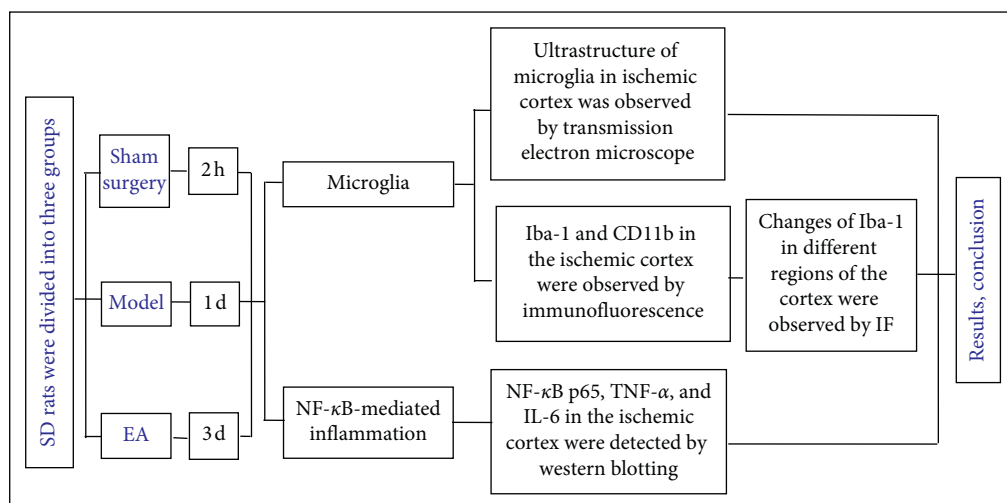 SD rats were divided into three groups
Sham
surgery
2 h
Model
1 d
EA
3 d
Microglia
NF-κB-mediated
inflammation
Ultrastructure of
microglia in ischemic
cortex was observed
by transmission
electron microscope
Iba-1 and CD11b in
the ischemic cortex
were observed by
immunofluorescence
Changes of Iba-1
in different
regions of the
cortex were
observed by IF
NF-κB p65, TNF-α, and
IL-6 in the ischemic
cortex were detected by
western blotting
Results, conclusion